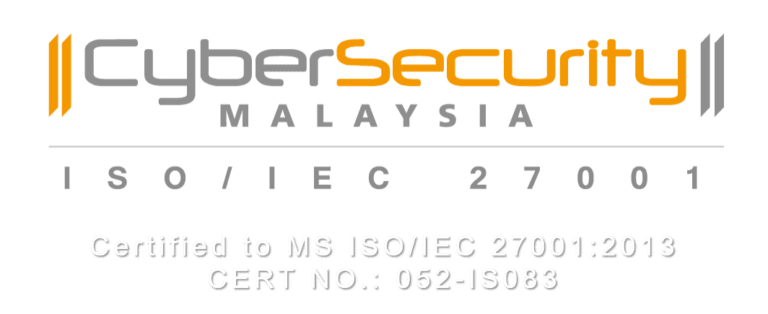 CyberSecurity
MALAYSIA
ISO/IEC 27001
Certified to MS ISO/IEC 27001:2013
CERT NO.: 052-IS083